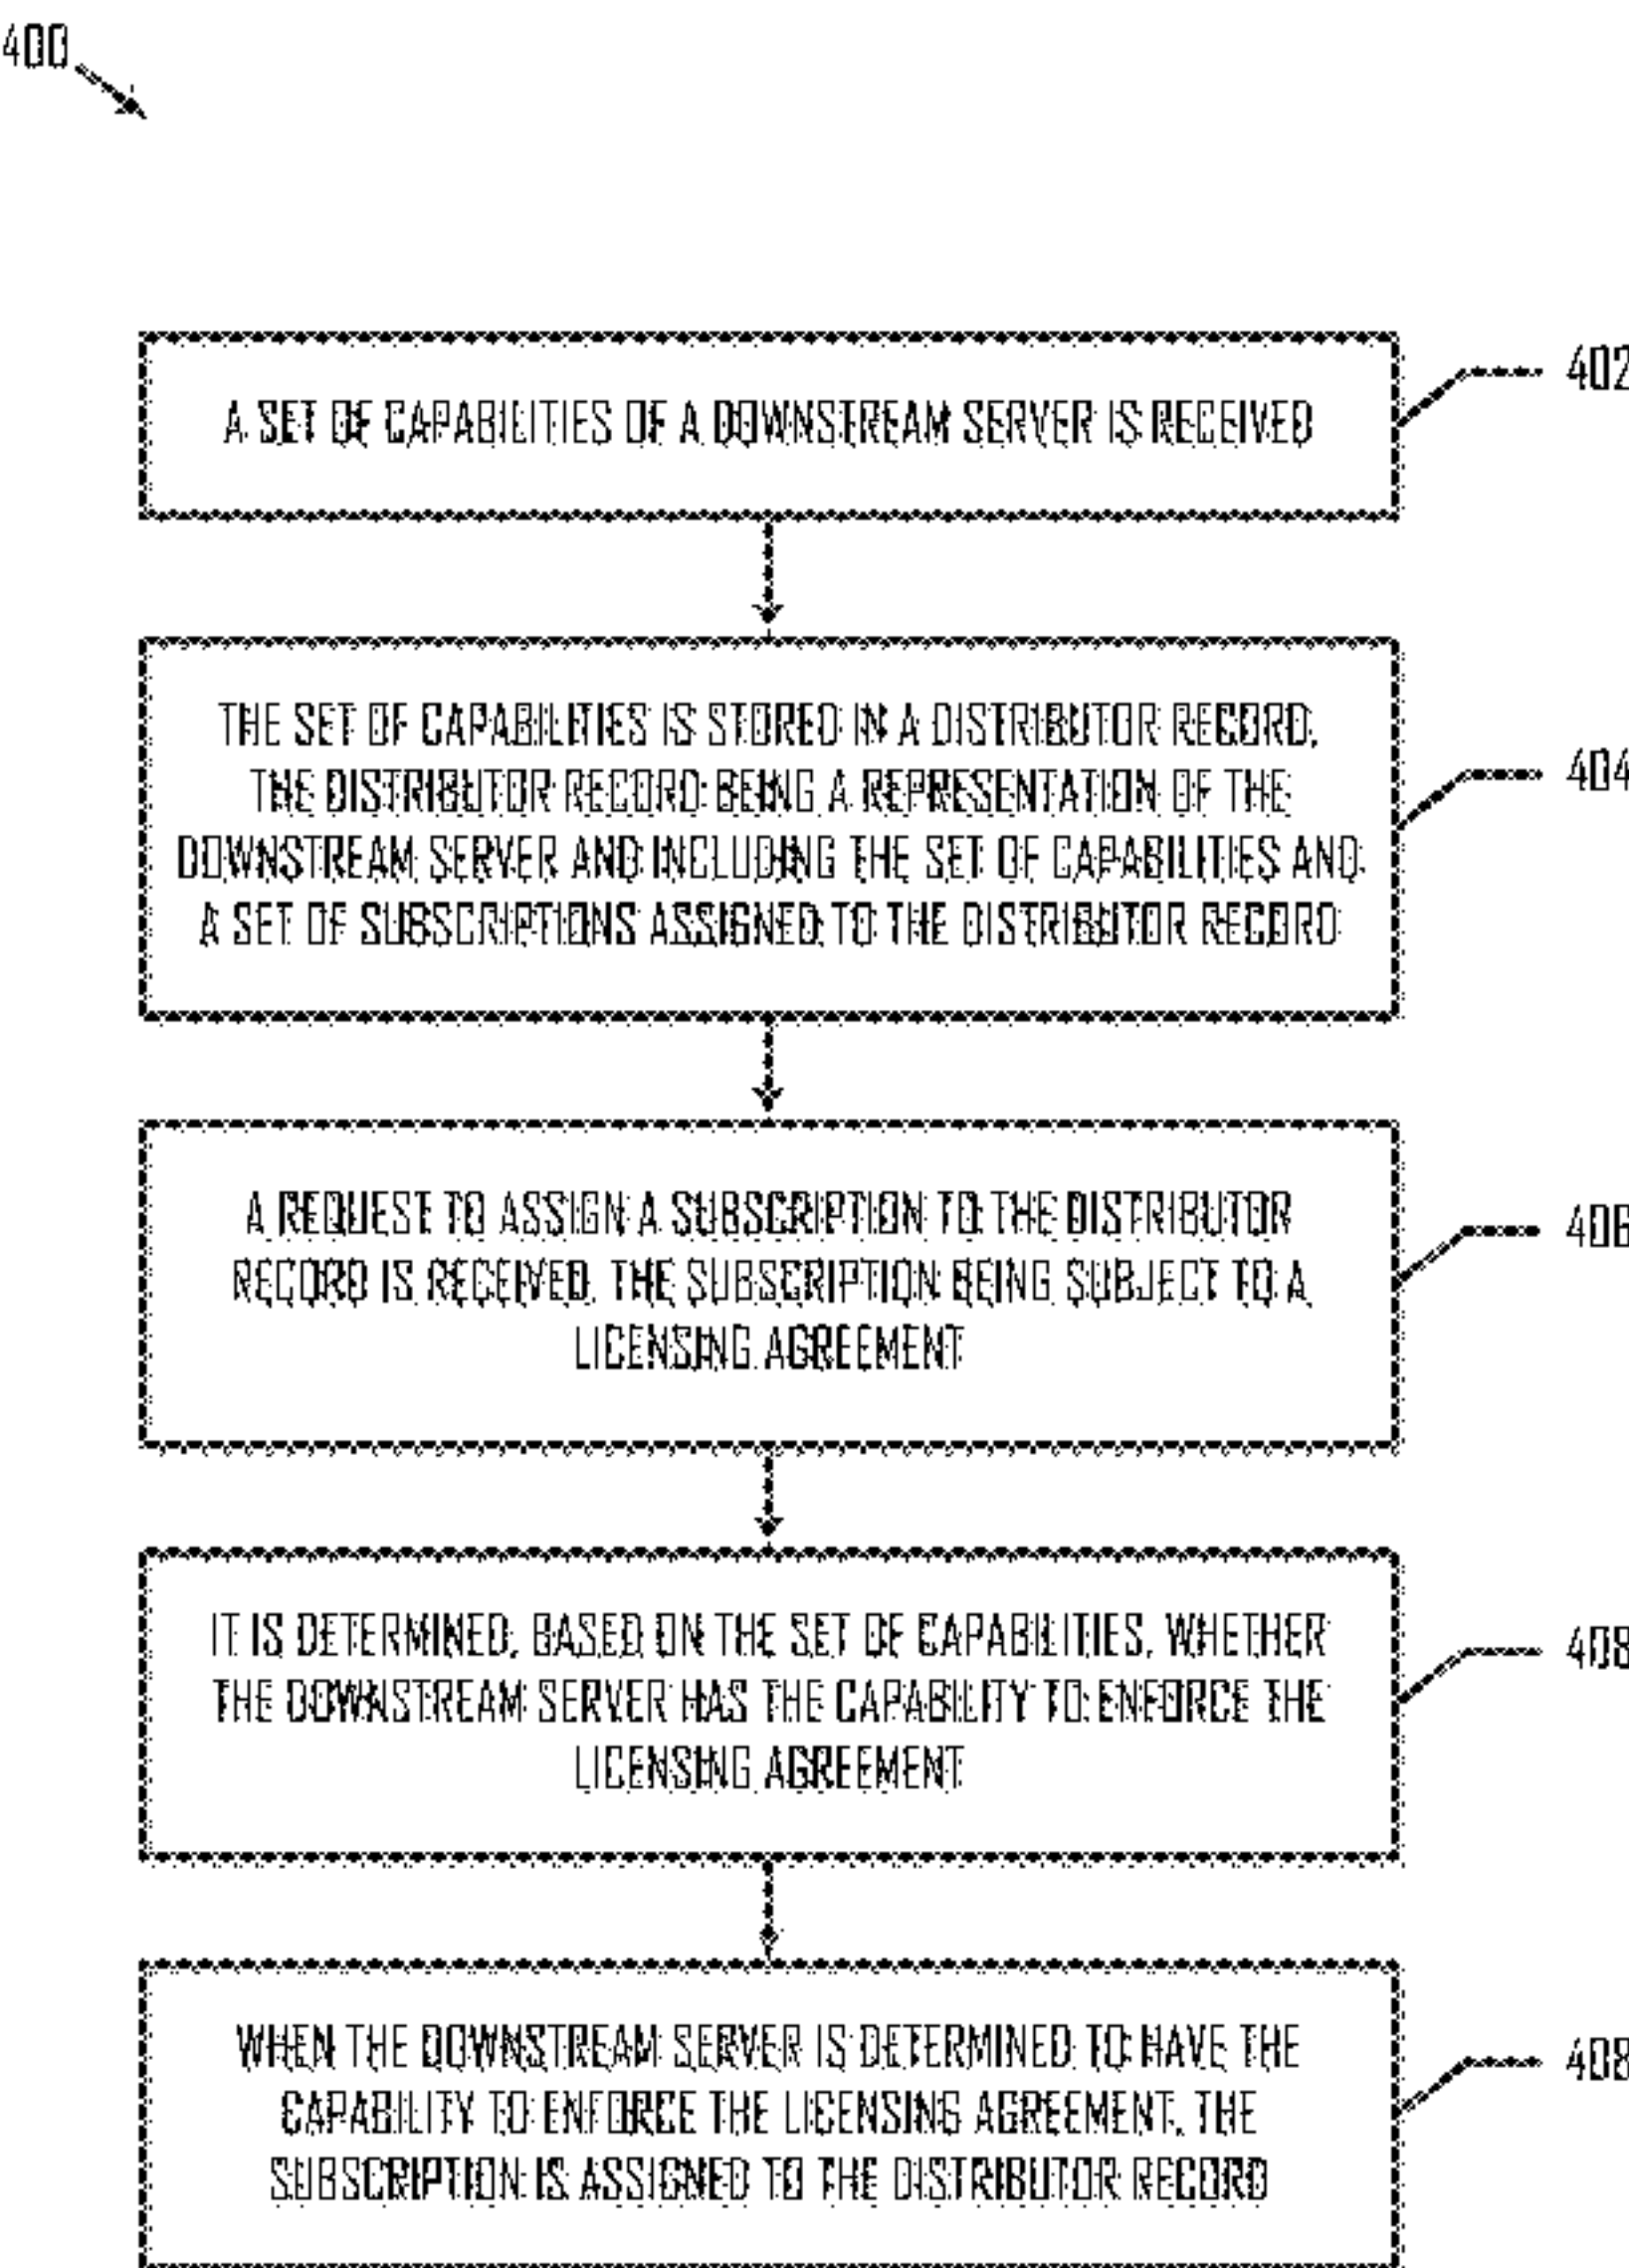 400
A SET OF CAPABILITIES OF A DOWNSTREAM SERVER IS RECEIVED
402
THE SET OF CAPABILITIES IS STORED IN A DISTRIBUTOR RECORD,
THE DISTRIBUTOR RECORD BEING A REPRESENTATION OF THE
DOWNSTREAM SERVER AND INCLUDING THE SET OF CAPABILITIES AND
A SET OF SUBSCRIPTIONS ASSIGNED TO THE DISTRIBUTOR RECORD
404
A REQUEST TO ASSIGN A SUBSCRIPTION TO THE DISTRIBUTOR
RECORD IS RECEIVED, THE SUBSCRIPTION BEING SUBJECT TO A
LICENSING AGREEMENT
406
IT IS DETERMINED, BASED ON THE SET OF CAPABILITIES, WHETHER
THE DOWNSTREAM SERVER HAS THE CAPABILITY TO ENFORCE THE
LICENSING AGREEMENT
408
WHEN THE DOWNSTREAM SERVER IS DETERMINED TO HAVE THE
CAPABILITY TO ENFORCE THE LICENSING AGREEMENT, THE
SUBSCRIPTION IS ASSIGNED TO THE DISTRIBUTOR RECORD
408